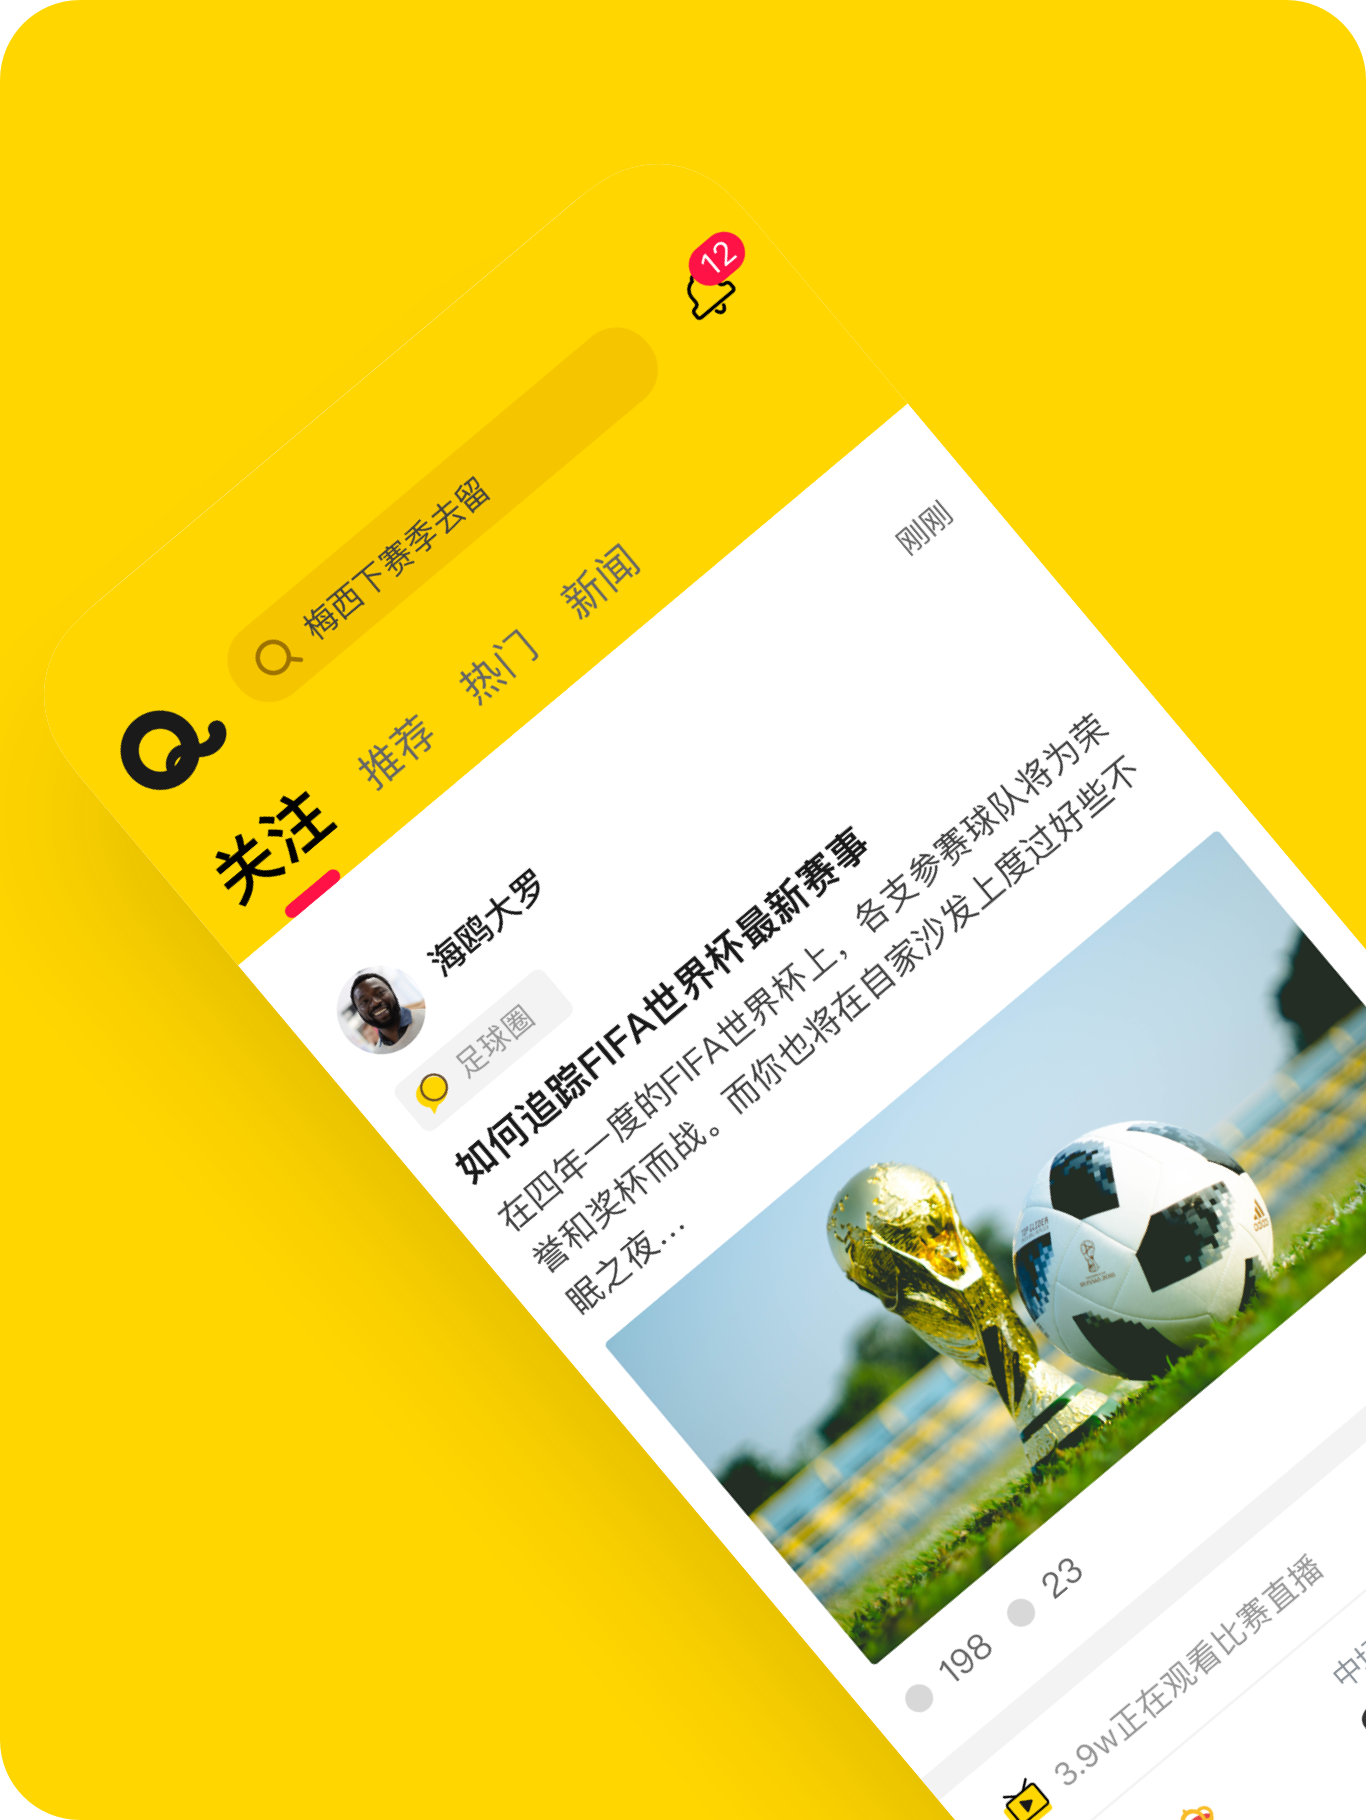 12
梅西下赛季去留
Q
关注 推荐 热门 新闻
海鸥大罗
刚刚
足球圈
如何追踪FIFA世界杯最新赛事
在四年一度的FIFA世界杯上，各支参赛球队将为荣
誉和奖杯而战。而你也将在自家沙发上度过好些不
眠之夜...
198 23
3.9w正在观看比赛直播